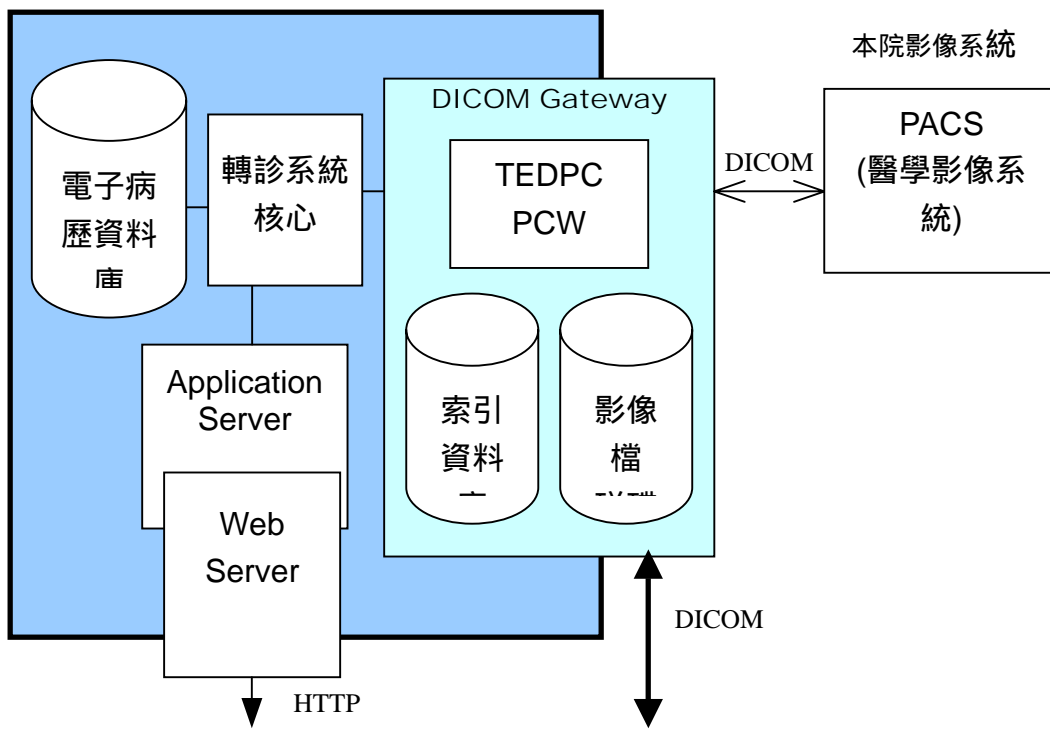 本院影像系統
DICOM Gateway
PACS
(醫學影像系
統)
DICOM
TEDPC
PCW
轉診系統
核心
電子病
歷資料
庫
Application
Server
索引
資料
影像
檔
Web
Server
DICOM
HTTP